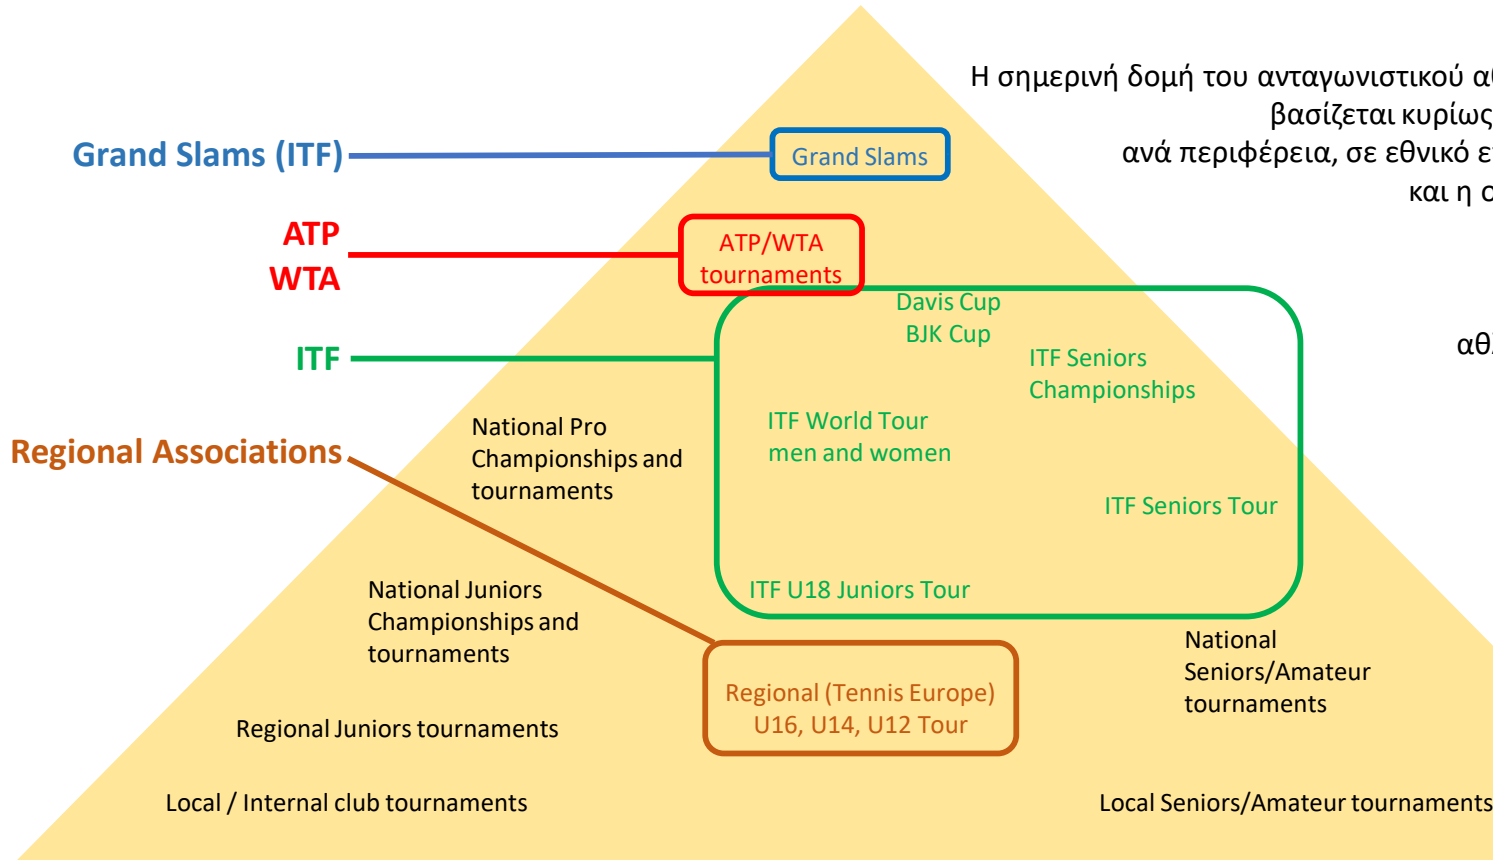 Η σημερινή δομή του ανταγωνιστικού
βασίζεται κυρίως
ανά περιφέρεια, σε εθνικό
και η
Grand Slams (ITF)
Grand Slams
ATP
WTA
ATP/WTA
tournaments
ITF
Davis Cup
BJK Cup
ITF Seniors
Championships
ITF World Tour
men and women
ITF Seniors Tour
ITF U18 Juniors Tour
Regional Associations
National Pro
Championships and
tournaments
National Juniors
Championships and
tournaments
Regional (Tennis Europe)
U16, U14, U12 Tour
National
Seniors/Amateur
tournaments
Regional Juniors tournaments
Local / Internal club tournaments
Local Seniors/Amateur tournaments